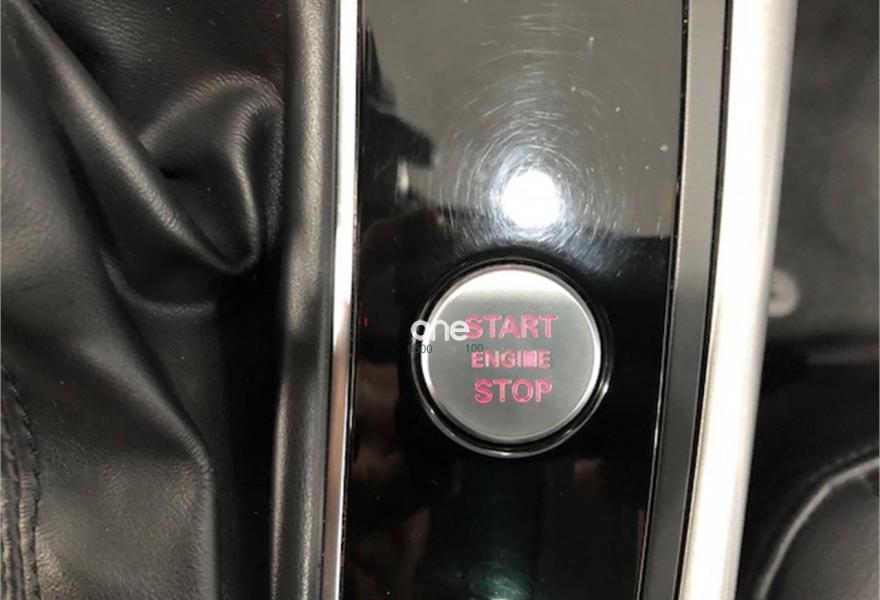 START
one
ENGINE
100
STOP